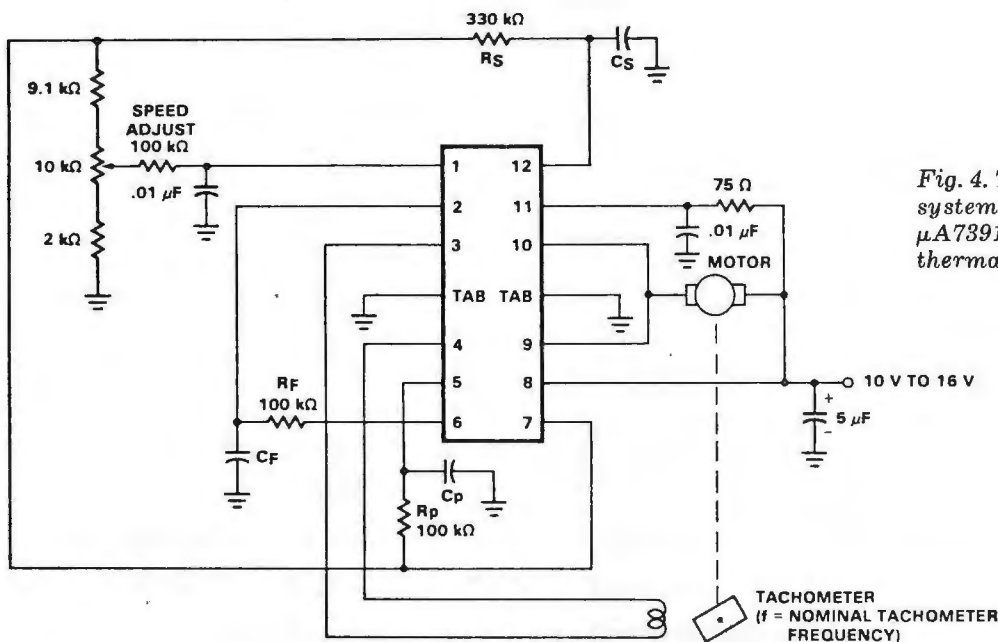 330 kΩ
RS
CS
9.1 kΩ
SPEED
ADJUST
100 kΩ
10 kΩ
.01 µF
2 kΩ
1
2
3
TAB
4
5
6
12
11
10
TAB
9
8
7
75 Ω
.01 µF
MOTOR
10 V TO 16 V
+
5 µF
−
RF
100 kΩ
CF
Cp
Rp
100 kΩ
TACHOMETER
(f = NOMINAL TACHOMETER
FREQUENCY)
Fig. 4.
system
µA7391
therma